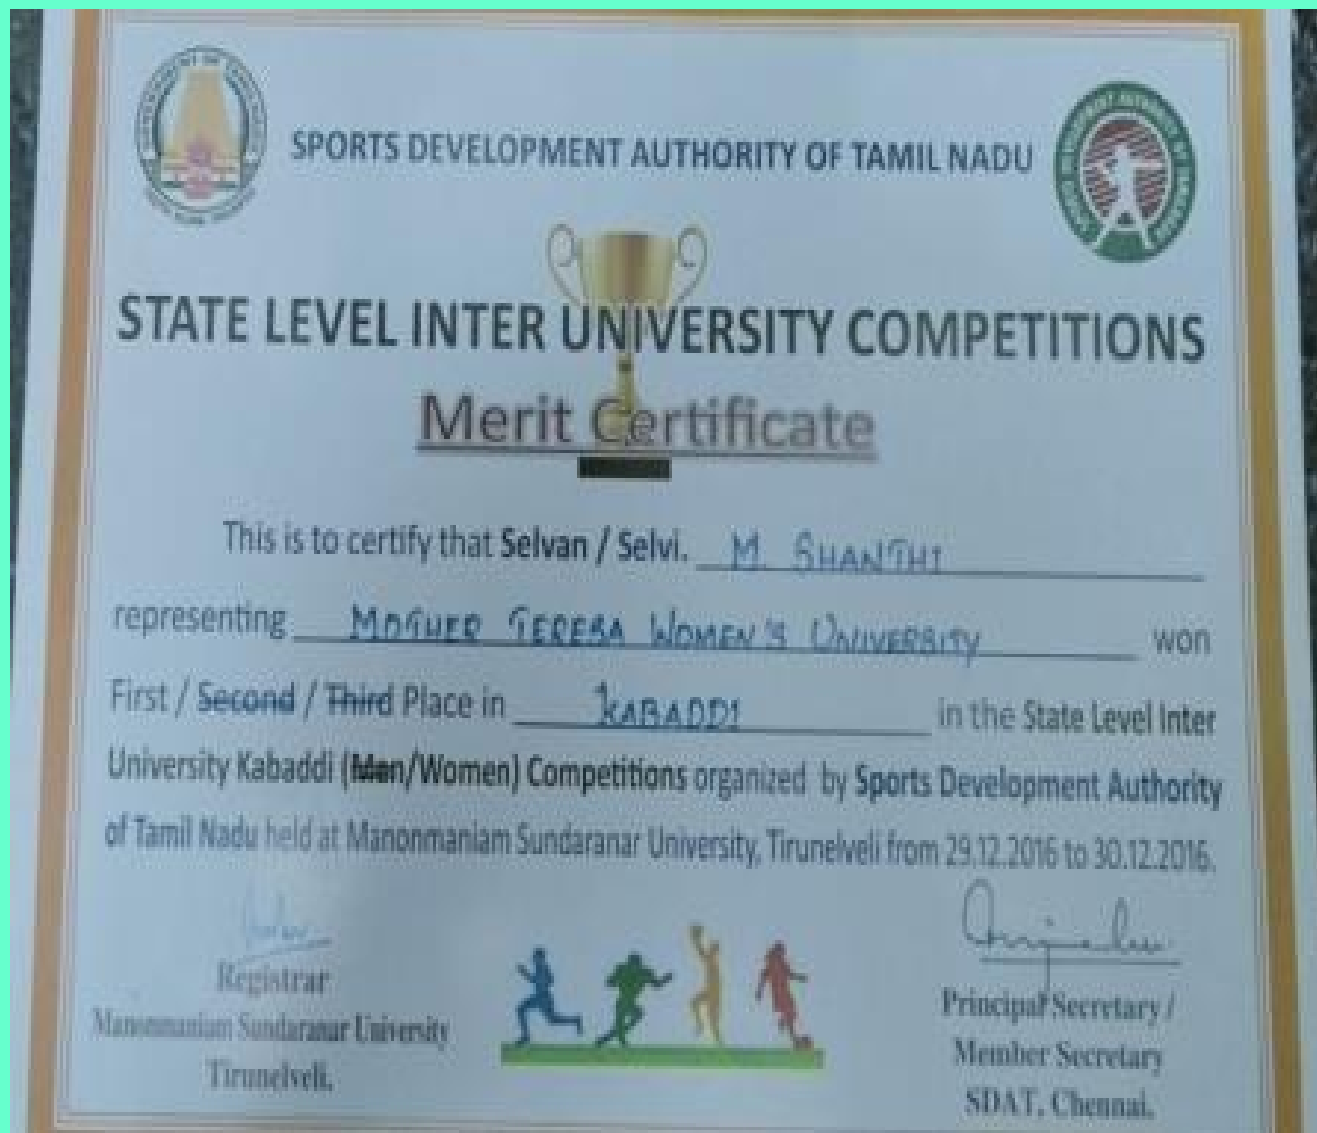 SPORTS DEVELOPMENT AUTHORITY OF TAMIL NADU
STATE LEVEL INTER UNIVERSITY COMPETITIONS
Merit Certificate
This is to certify that Selvan / Selvi. M. SHANTHI
representing MOTHER TERESA WOMEN'S UNIVERSITY won
First / Second / Third Place in KABADDI in the State Level Inter
University Kabaddi (Men/Women) Competitions organized by Sports Development Authority
of Tamil Nadu held at Manonmaniam Sundaranar University, Tirunelveli from 29.12.2016 to 30.12.2016.
Registrar
Manonmaniam Sundaranar University
Tirunelveli.
Principal Secretary /
Member Secretary
SDAT, Chennai.